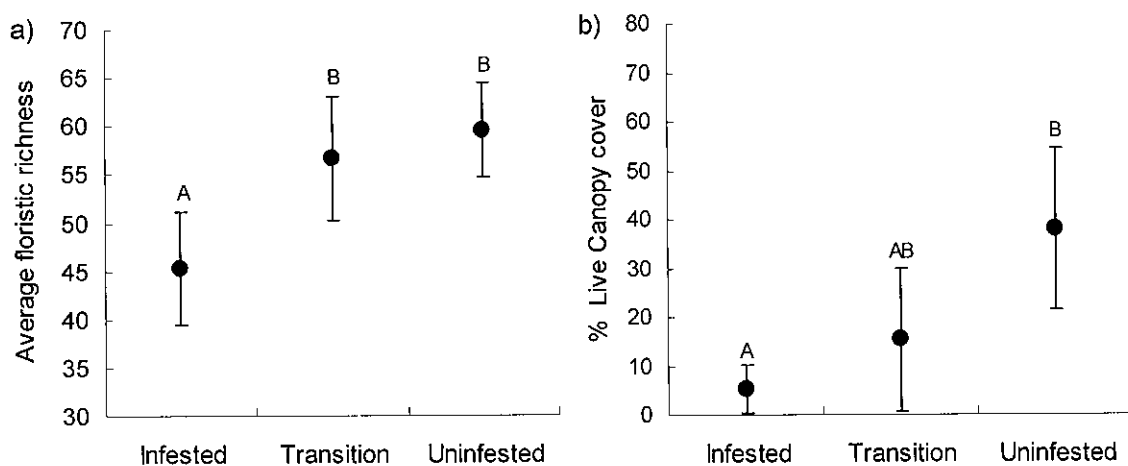 a)
Average floristic richness
70
65
60
55
50
45
40
35
30
A
B
B
Infested Transition Uninfested
b)
% Live Canopy cover
80
70
60
50
40
30
20
10
0
A
AB
B
Infested Transition Uninfested